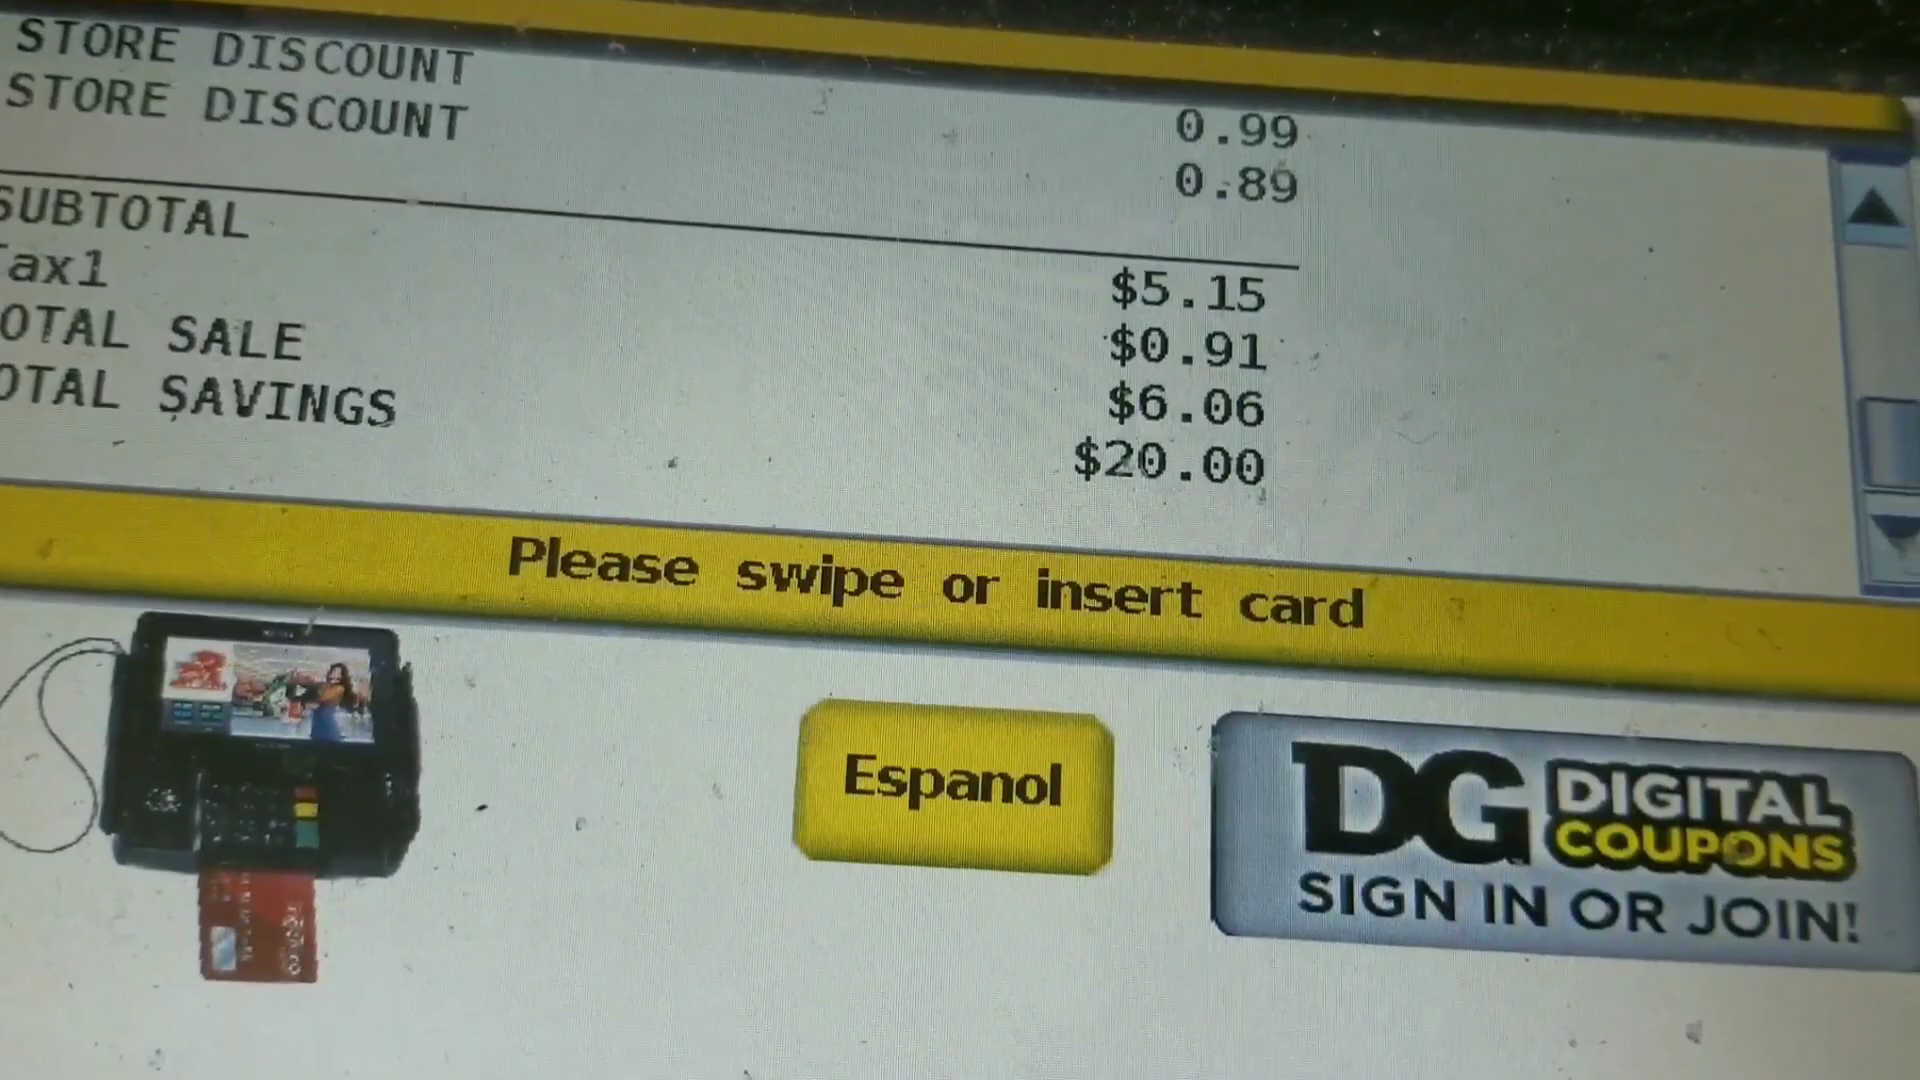 STORE DISCOUNT 0.99
STORE DISCOUNT 0.89
SUBTOTAL $5.15
Tax1 $0.91
OTAL SALE $6.06
OTAL SAVINGS $20.00
Please swipe or insert card
Espanol
DG DIGITAL
COUPONS
SIGN IN OR JOIN!